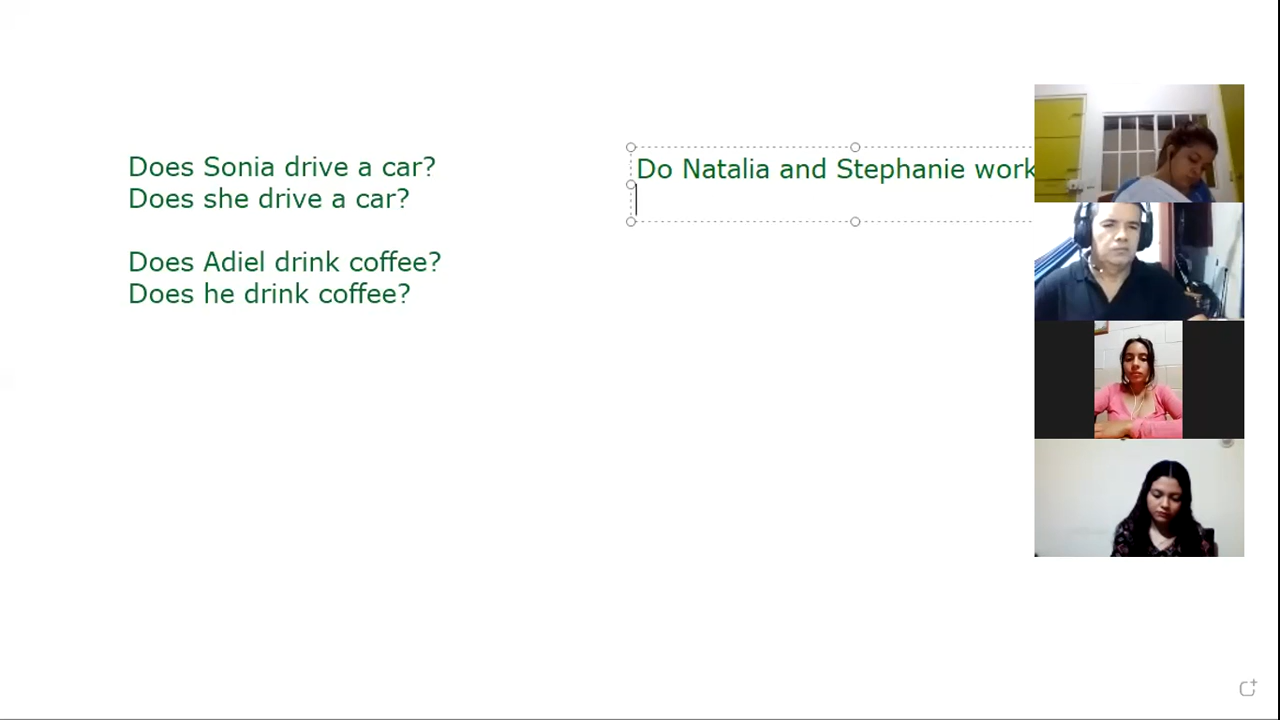 Does Sonia drive a car?
Does she drive a car?
Does Adiel drink coffee?
Does he drink coffee?
Do Natalia and Stephanie work